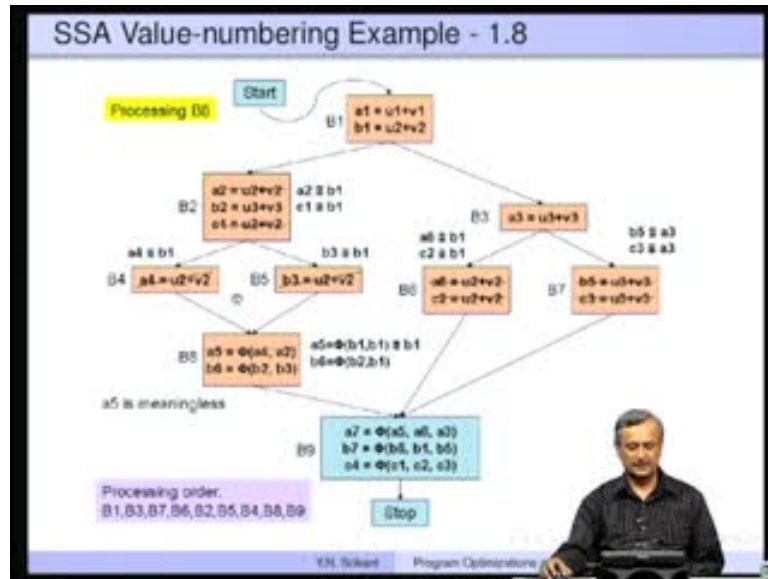 SSA Value-numbering Example - 1.8
Processing B8
Start
B1
a1 = u1+v1
b1 = u2+v2
B2
a2 = u2+v2
b2 = u3+v3
c1 = u2+v2
a2 ≡ b1
c1 ≡ b1
B3
a3 = u3+v3
a4 ≡ b1
b3 ≡ b1
a6 ≡ b1
c2 ≡ b1
b5 ≡ a3
c3 ≡ a3
B4
a4 = u2+v2
B5
b3 = u2+v2
B6
a6 = u2+v2
c2 = u2+v2
B7
b5 = u3+v3
c3 = u3+v3
B8
a5 = Φ(a4, a2)
b6 = Φ(b2, b3)
a5=Φ(b1,b1) ≡ b1
b6=Φ(b2,b1)
a5 is meaningless
B9
a7 = Φ(a5, a6, a3)
b7 = Φ(b6, b1, b5)
c4 = Φ(c1, c2, c3)
Processing order:
B1,B3,B7,B6,B2,B5,B4,B8,B9
Stop
Y.N. Srikant
Program Optimizations